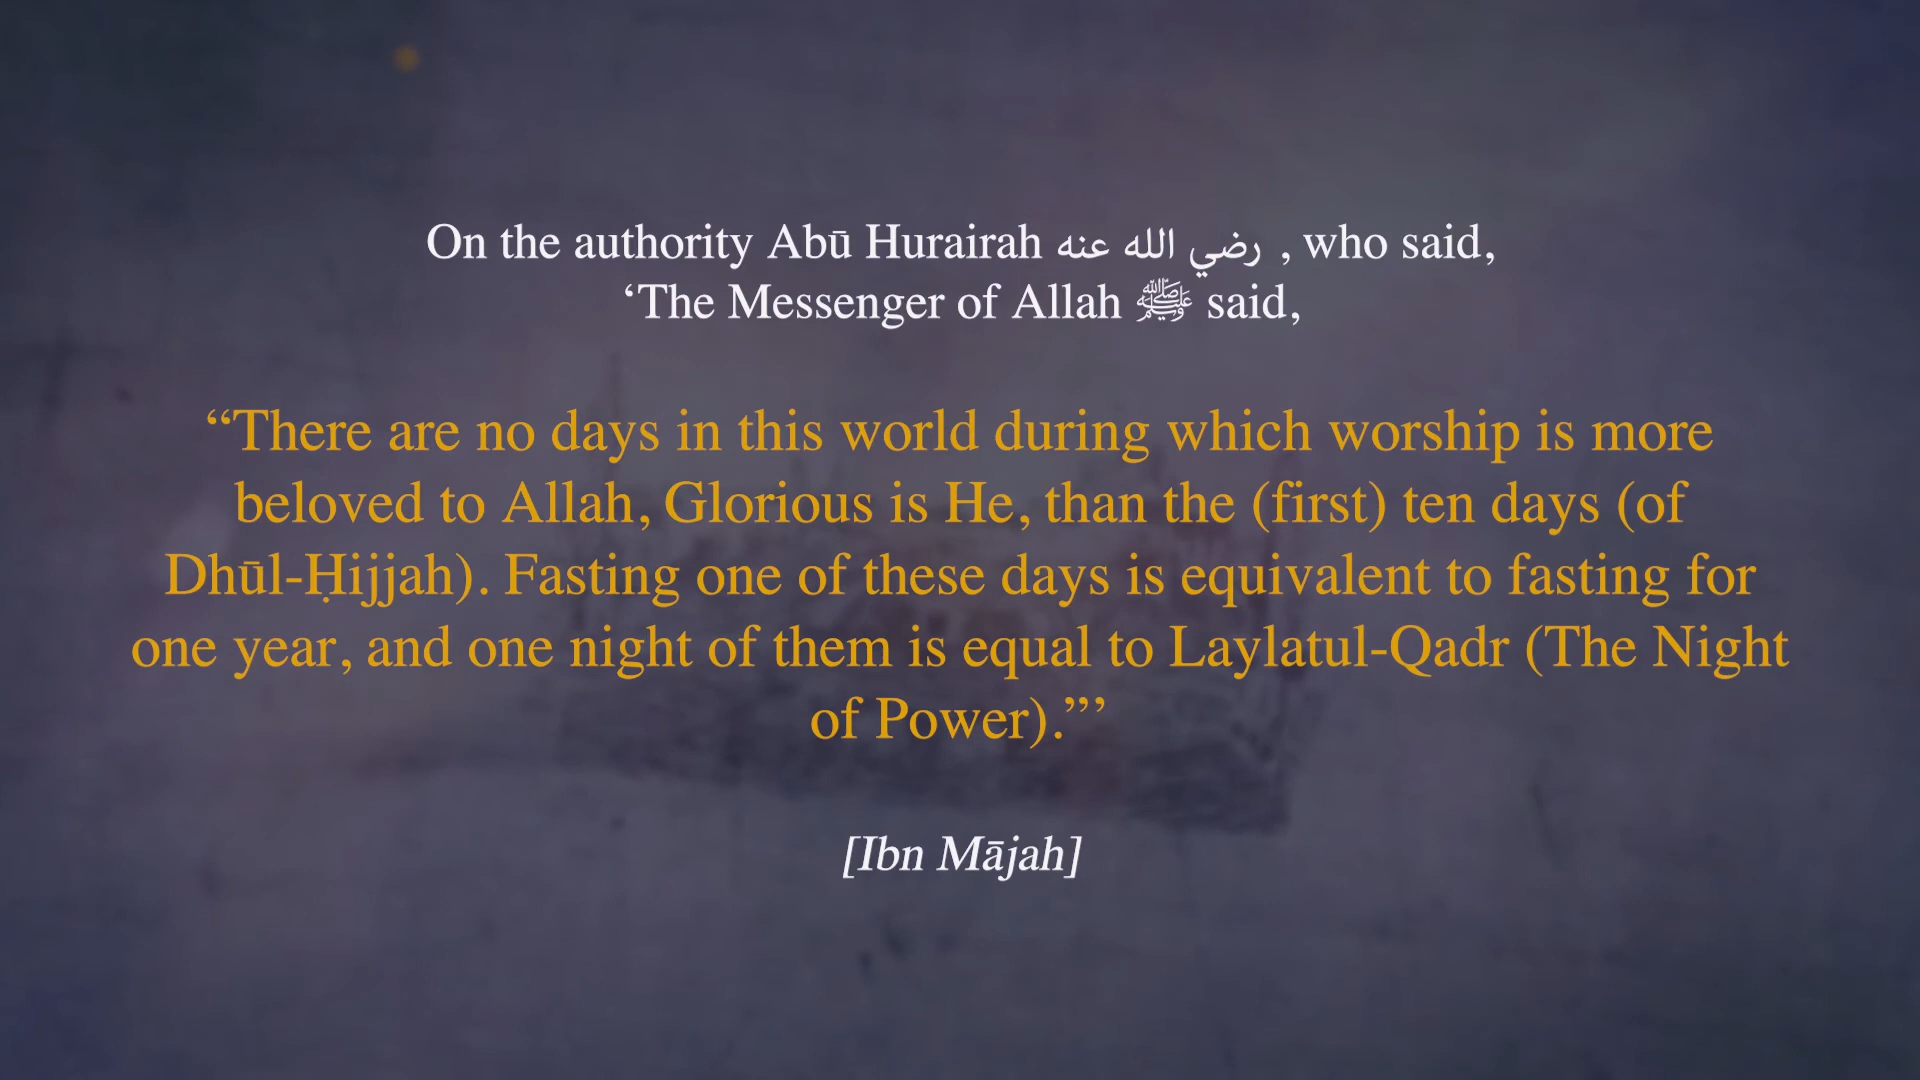 On the authority Abū Hurairah رضي الله عنه , who said,
‘The Messenger of Allah ﷺ said,
“There are no days in this world during which worship is more
beloved to Allah, Glorious is He, than the (first) ten days (of
Dhūl-Ḥijjah). Fasting one of these days is equivalent to fasting for
one year, and one night of them is equal to Laylatul-Qadr (The Night
of Power).”’
[Ibn Mājah]